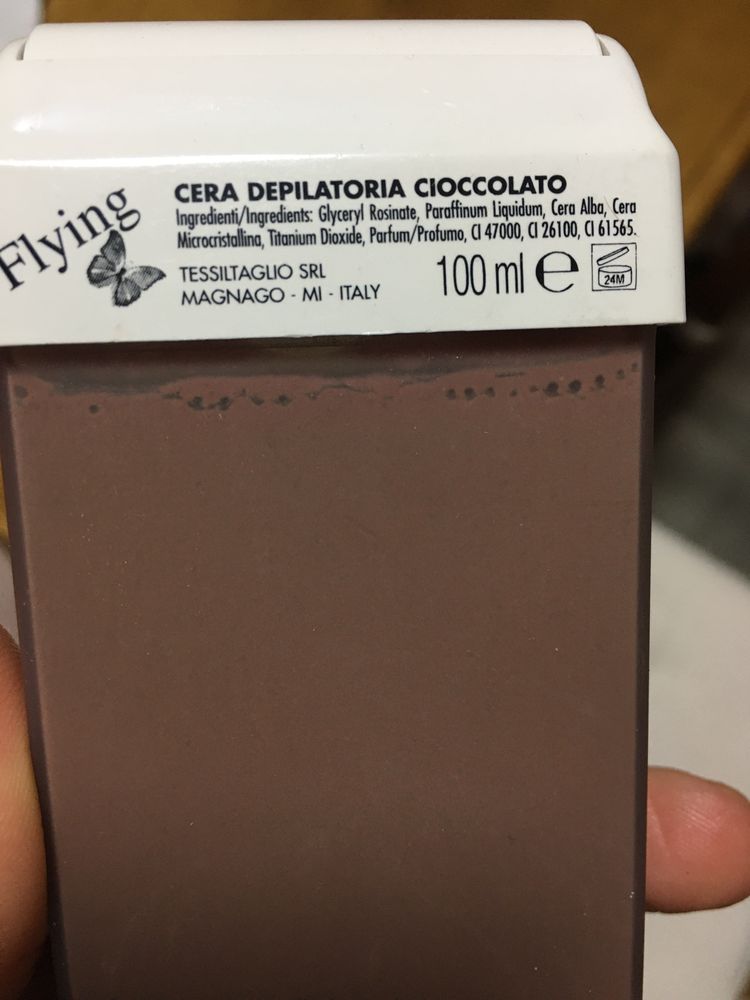 Flying
CERA DEPILATORIA CIOCCOLATO
Ingredienti/Ingredients: Glyceryl Rosinate, Paraffinum Liquidum, Cera Alba, Cera
Microcristallina, Titanium Dioxide, Parfum/Profumo, CI 47000, CI 26100, CI 61565.
TESSILTAGLIO SRL
MAGNAGO - MI - ITALY
100 ml e
24M